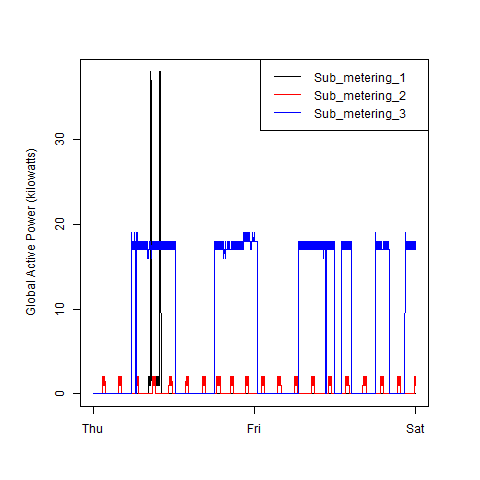 Sub_metering_1
Sub_metering_2
Sub_metering_3
Global Active Power (kilowatts)
30
20
10
0
Thu Fri Sat